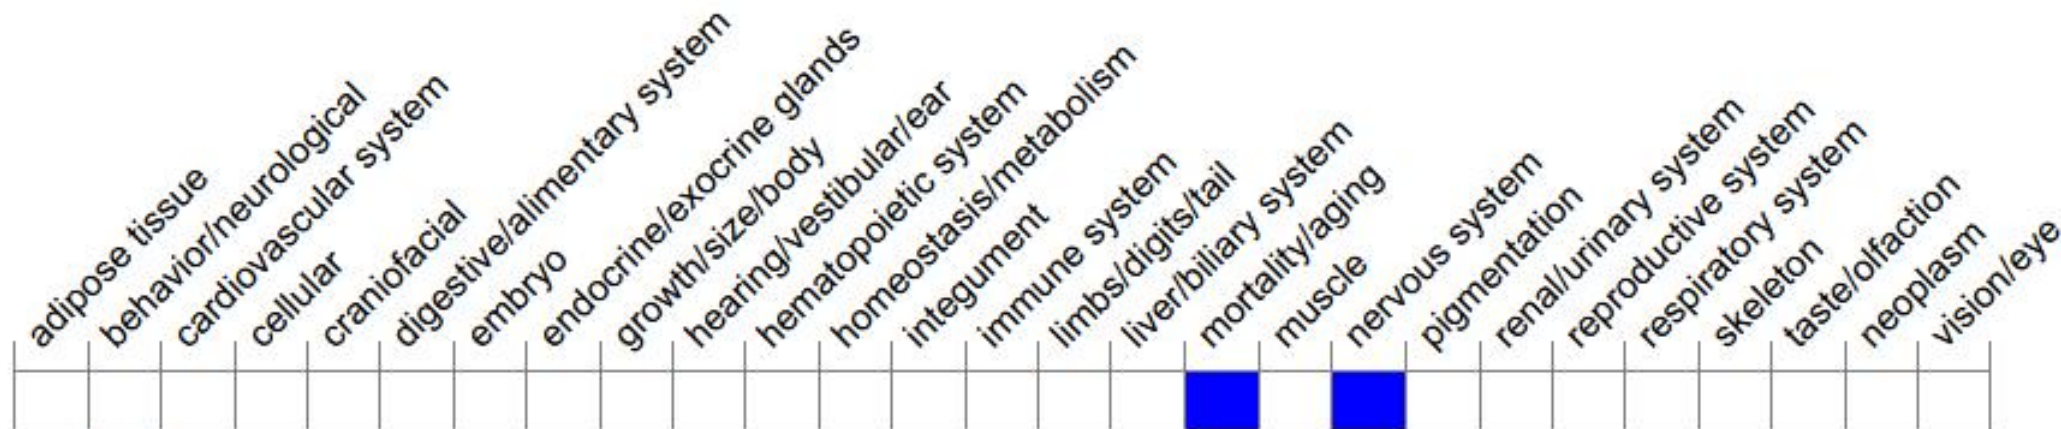 adipose tissue
behavior/neurological
cardiovascular system
cellular
craniofacial
digestive/alimentary system
embryo
endocrine/exocrine glands
growth/size/body
hearing/vestibular/ear
hematopoietic system
homeostasis/metabolism
integument
immune system
limbs/digits/tail
liver/biliary system
mortality/aging
muscle
nervous system
pigmentation
renal/urinary system
reproductive system
respiratory system
skeleton
taste/olfaction
neoplasm
vision/eye